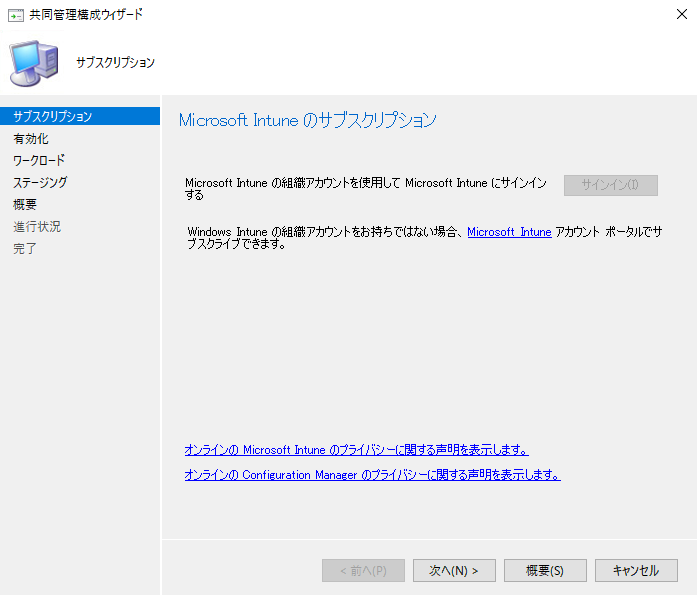 共同管理構成ウィザード
サブスクリプション
サブスクリプション
有効化
ワークロード
ステージング
概要
進行状況
完了
Microsoft Intune のサブスクリプション
Microsoft Intune の組織アカウントを使用して Microsoft Intune にサインイン
する
サインイン(I)
Windows Intune の組織アカウントをお持ちではない場合、Microsoft Intune アカウント ポータルでサ
ブスクライブできます。
オンラインの Microsoft Intune のプライバシーに関する声明を表示します。
オンラインの Configuration Manager のプライバシーに関する声明を表示します。
< 前へ(P)
次へ(N) >
概要(S)
キャンセル